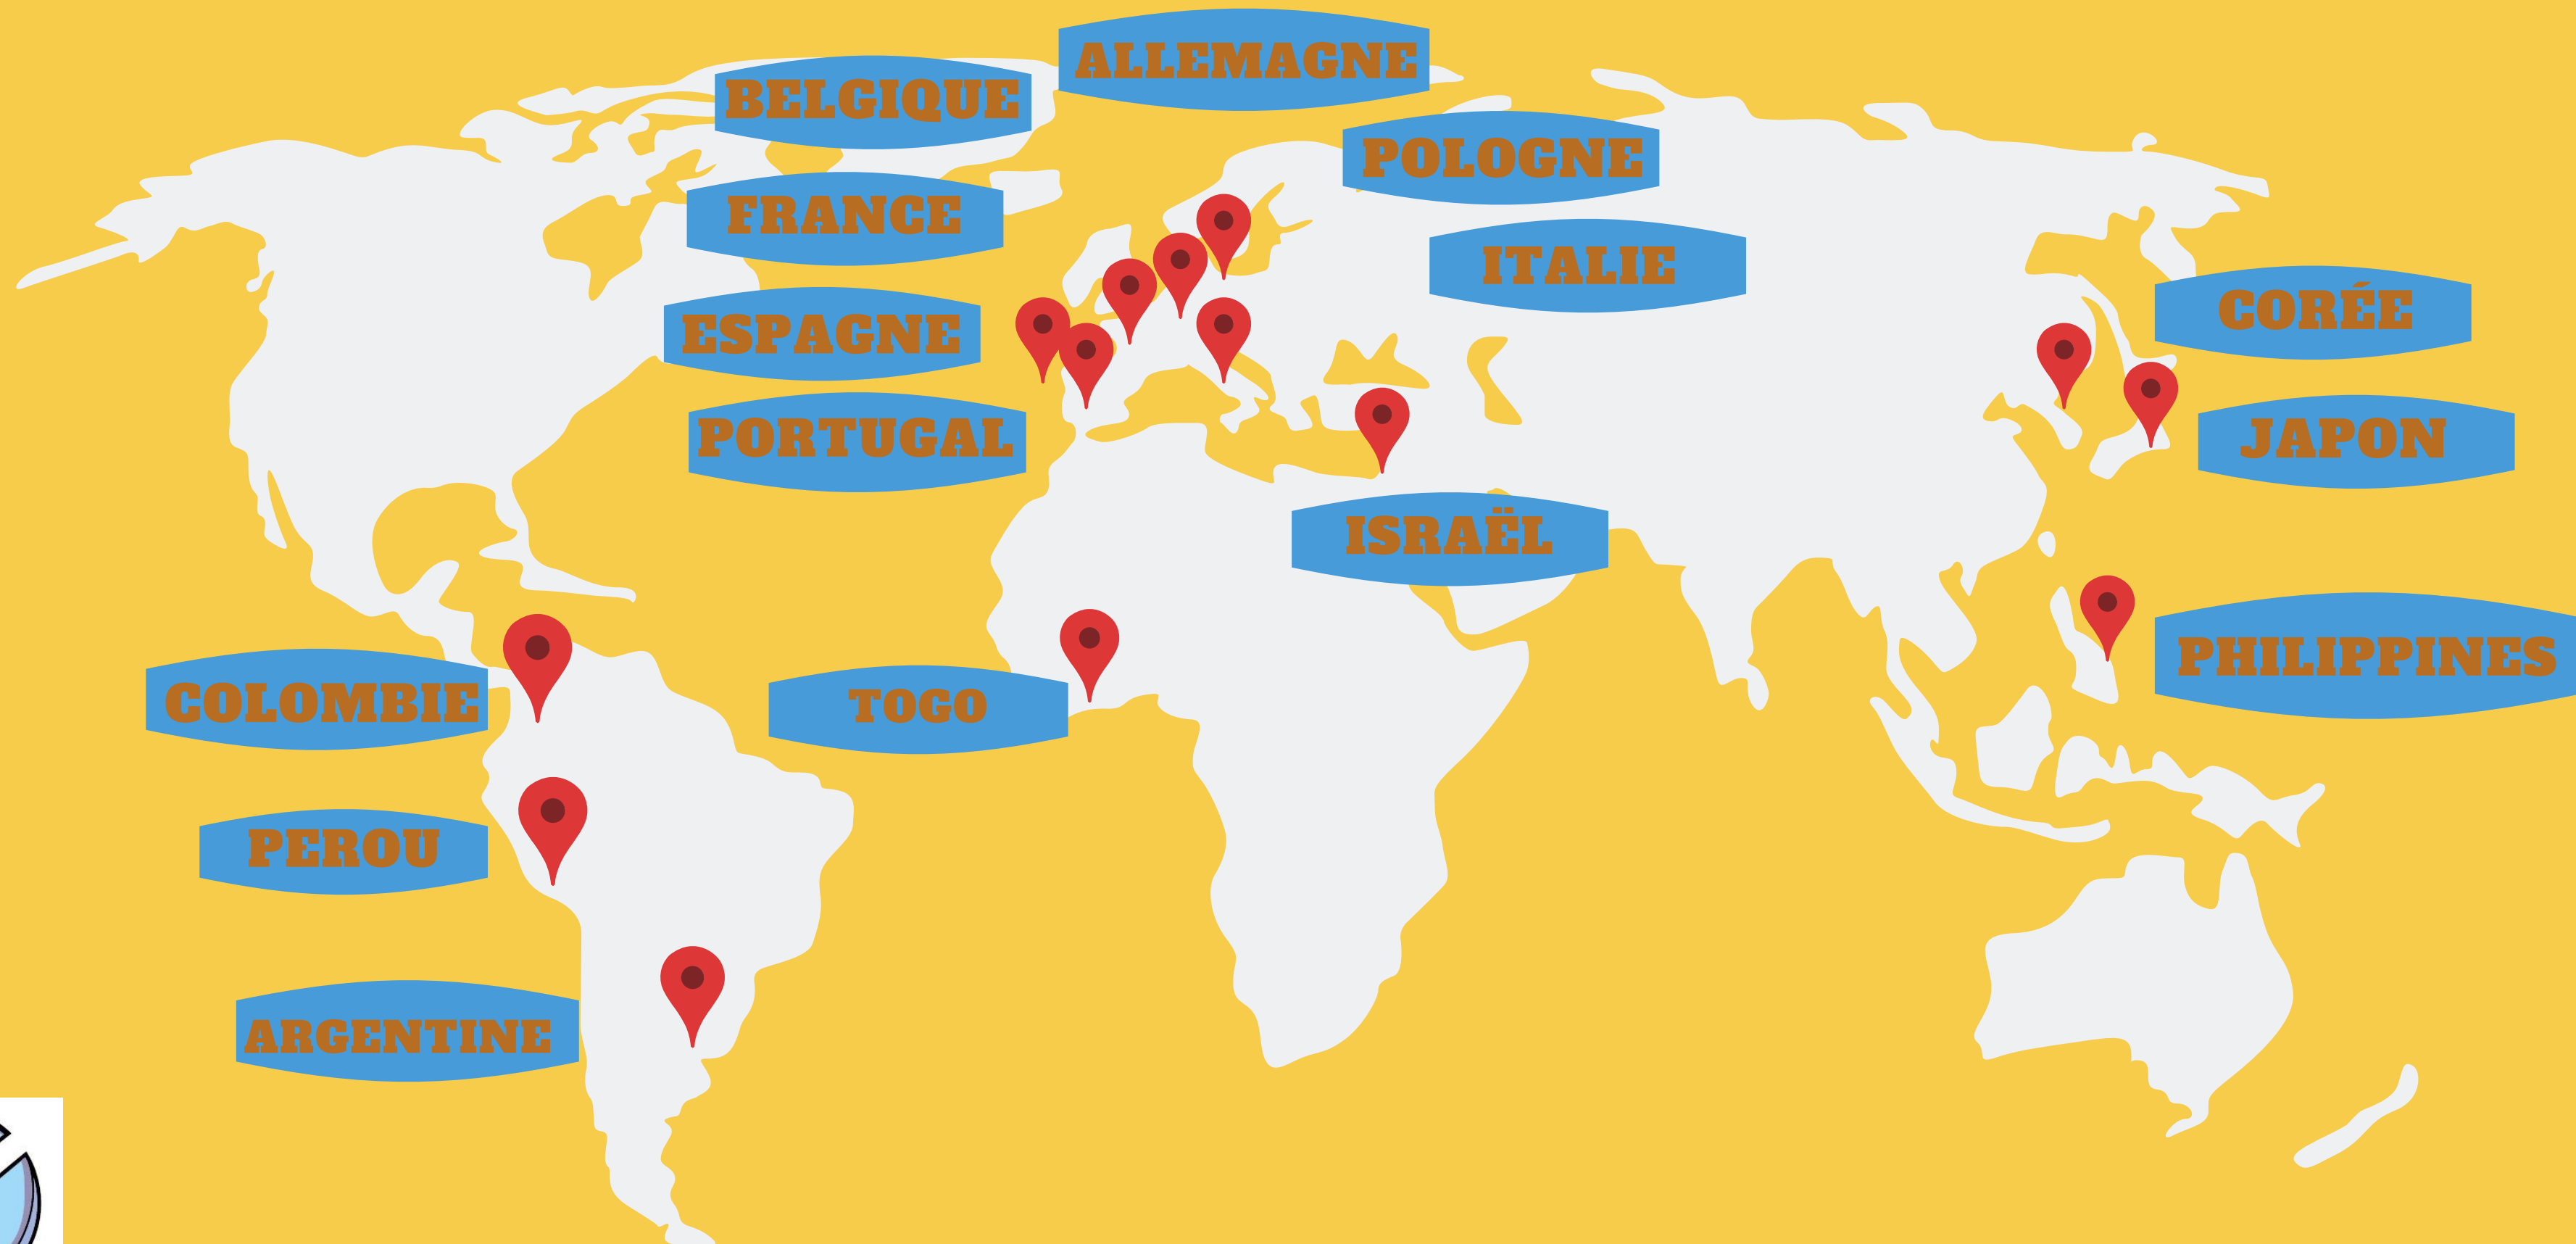 ALLEMAGNE
BELGIQUE
POLOGNE
FRANCE
ITALIE
ESPAGNE
CORÉE
PORTUGAL
JAPON
ISRAËL
PHILIPPINES
COLOMBIE
TOGO
PEROU
ARGENTINE